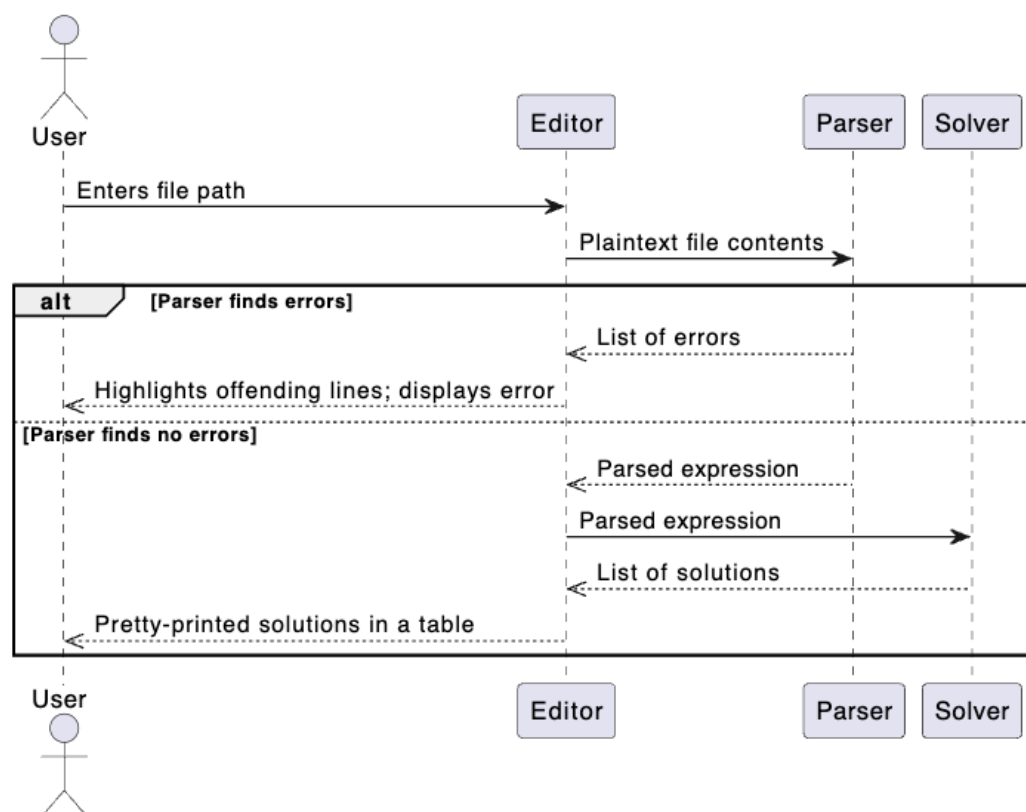 User
Editor
Parser
Solver
Enters file path
Plaintext file contents
alt
[Parser finds errors]
List of errors
Highlights offending lines; displays error
[Parser finds no errors]
Parsed expression
Parsed expression
List of solutions
Pretty-printed solutions in a table
User
Editor
Parser
Solver